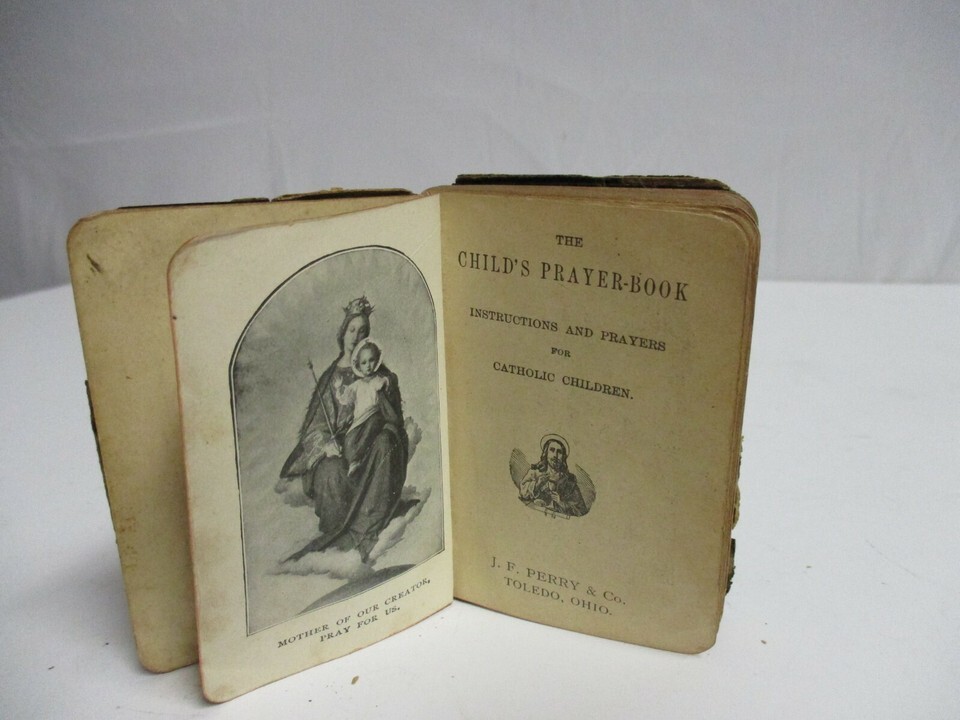 MOTHER OF OUR CREATOR,
PRAY FOR US.
THE
CHILD'S PRAYER-BOOK
INSTRUCTIONS AND PRAYERS
FOR
CATHOLIC CHILDREN.
J. F. PERRY & Co.
TOLEDO, OHIO.